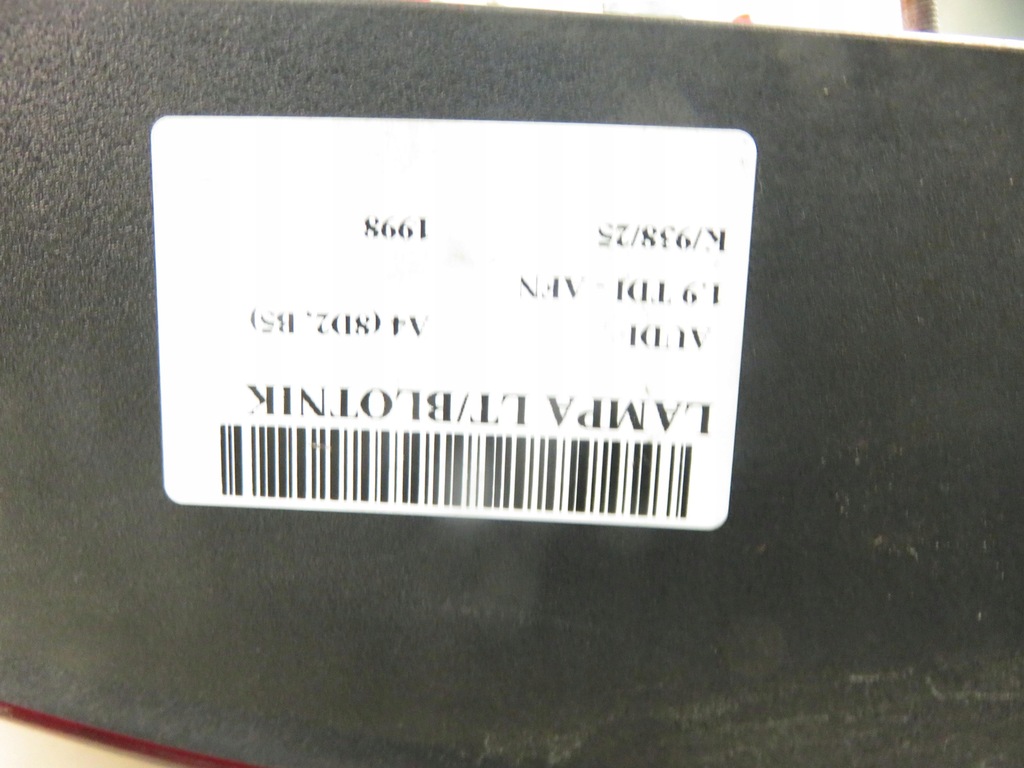 LAMPA LT/BLOTNIK
AUDI A4 (8D2, B5)
1.9 TDI - AFN
K/938/25 1998